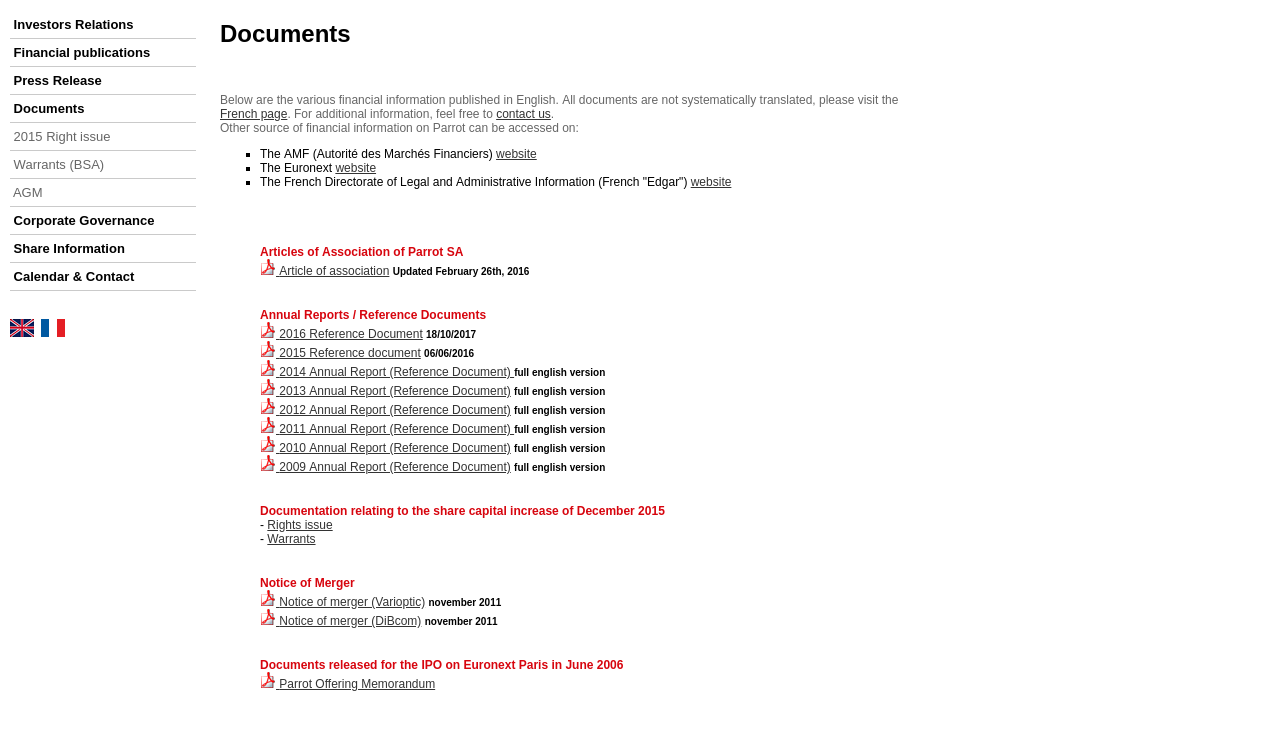 Investors Relations
Financial publications
Press Release
Documents
2015 Right issue
Warrants (BSA)
AGM
Corporate Governance
Share Information
Calendar & Contact
Documents
Below are the various financial information published in English. All documents are not systematically translated, please visit the
French page. For additional information, feel free to contact us.
Other source of financial information on Parrot can be accessed on:
The AMF (Autorité des Marchés Financiers) website
The Euronext website
The French Directorate of Legal and Administrative Information (French "Edgar") website
Articles of Association of Parrot SA
Article of association Updated February 26th, 2016
Annual Reports / Reference Documents
2016 Reference Document 18/10/2017
2015 Reference document 06/06/2016
2014 Annual Report (Reference Document) full english version
2013 Annual Report (Reference Document) full english version
2012 Annual Report (Reference Document) full english version
2011 Annual Report (Reference Document) full english version
2010 Annual Report (Reference Document) full english version
2009 Annual Report (Reference Document) full english version
Documentation relating to the share capital increase of December 2015
- Rights issue
- Warrants
Notice of Merger
Notice of merger (Varioptic) november 2011
Notice of merger (DiBcom) november 2011
Documents released for the IPO on Euronext Paris in June 2006
Parrot Offering Memorandum